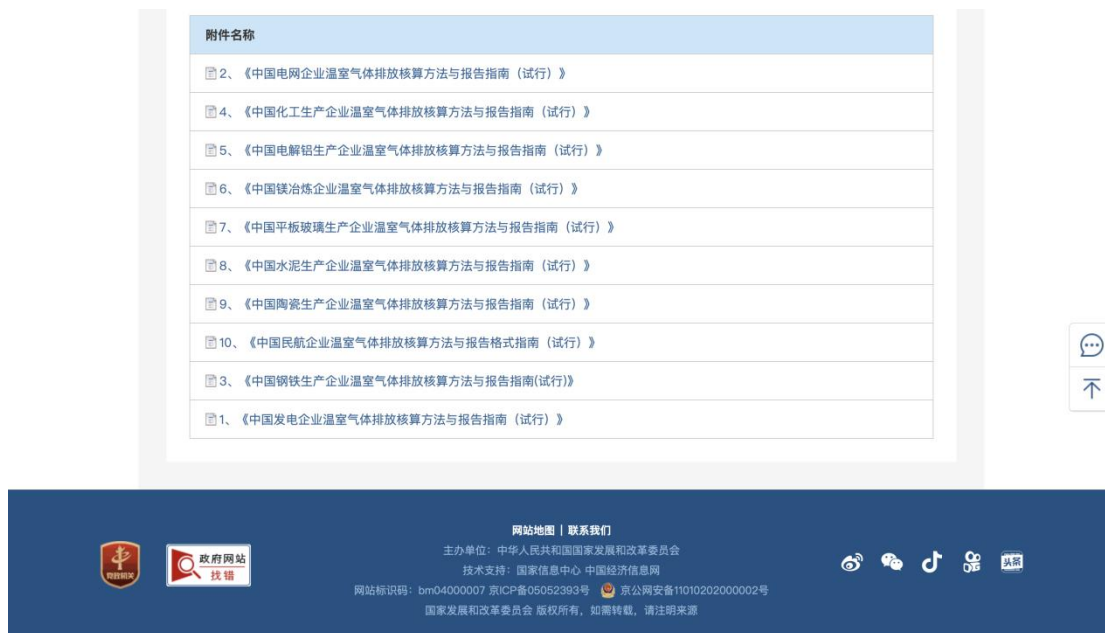 附件名称
2、《中国电网企业温室气体排放核算方法与报告指南（试行）》
4、《中国化工生产企业温室气体排放核算方法与报告指南（试行）》
5、《中国电解铝生产企业温室气体排放核算方法与报告指南（试行）》
6、《中国镁冶炼企业温室气体排放核算方法与报告指南（试行）》
7、《中国平板玻璃生产企业温室气体排放核算方法与报告指南（试行）》
8、《中国水泥生产企业温室气体排放核算方法与报告指南（试行）》
9、《中国陶瓷生产企业温室气体排放核算方法与报告指南（试行）》
10、《中国民航企业温室气体排放核算方法与报告格式指南（试行）》
3、《中国钢铁生产企业温室气体排放核算方法与报告指南(试行)》
1、《中国发电企业温室气体排放核算方法与报告指南（试行）》
网站地图 | 联系我们
主办单位：中华人民共和国国家发展和改革委员会
技术支持：国家信息中心 中国经济信息网
网站标识码：bm04000007 京ICP备05052393号 京公网安备11010202000002号
国家发展和改革委员会 版权所有，如需转载，请注明来源
党政机关
政府网站
找错
头条